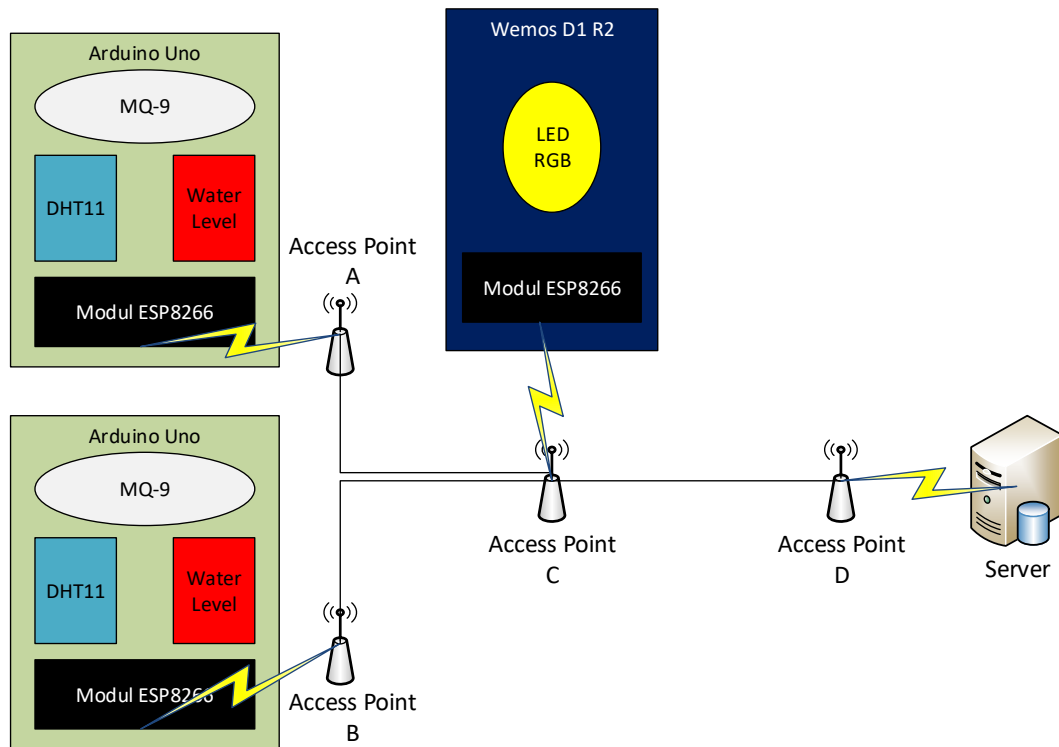 Arduino Uno
MQ-9
DHT11
Water
Level
Modul ESP8266
Access Point
A
Wemos D1 R2
LED
RGB
Modul ESP8266
Arduino Uno
MQ-9
DHT11
Water
Level
Modul ESP8266
Access Point
B
Access Point
C
Access Point
D
Server